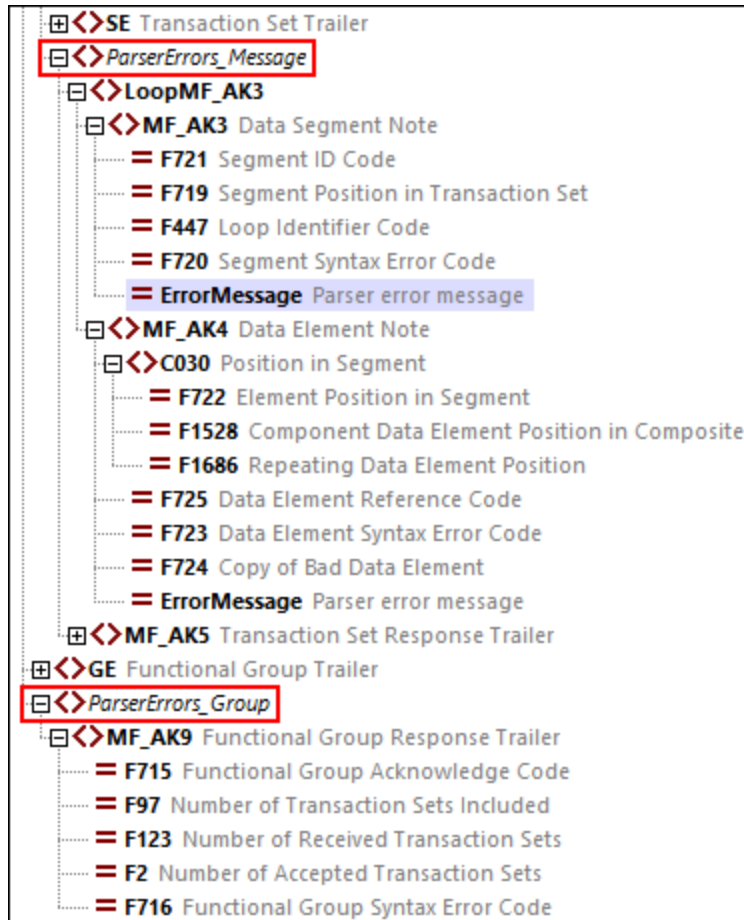 SE Transaction Set Trailer
ParserErrors_Message
LoopMF_AK3
MF_AK3 Data Segment Note
F721 Segment ID Code
F719 Segment Position in Transaction Set
F447 Loop Identifier Code
F720 Segment Syntax Error Code
ErrorMessage Parser error message
MF_AK4 Data Element Note
C030 Position in Segment
F722 Element Position in Segment
F1528 Component Data Element Position in Composite
F1686 Repeating Data Element Position
F725 Data Element Reference Code
F723 Data Element Syntax Error Code
F724 Copy of Bad Data Element
ErrorMessage Parser error message
MF_AK5 Transaction Set Response Trailer
GE Functional Group Trailer
ParserErrors_Group
MF_AK9 Functional Group Response Trailer
F715 Functional Group Acknowledge Code
F97 Number of Transaction Sets Included
F123 Number of Received Transaction Sets
F2 Number of Accepted Transaction Sets
F716 Functional Group Syntax Error Code